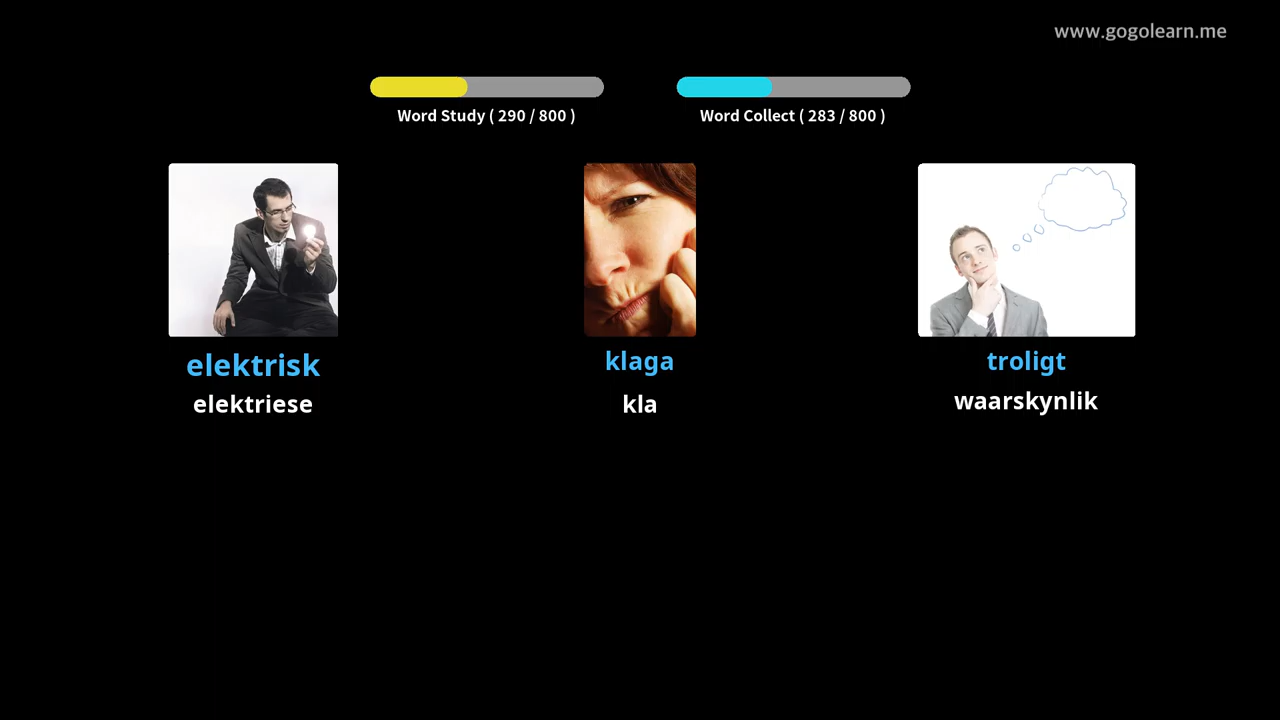 www.gogolearn.me
Word Study ( 290 / 800 )
Word Collect ( 283 / 800 )
elektrisk
elektriese
klaga
kla
troligt
waarskynlik